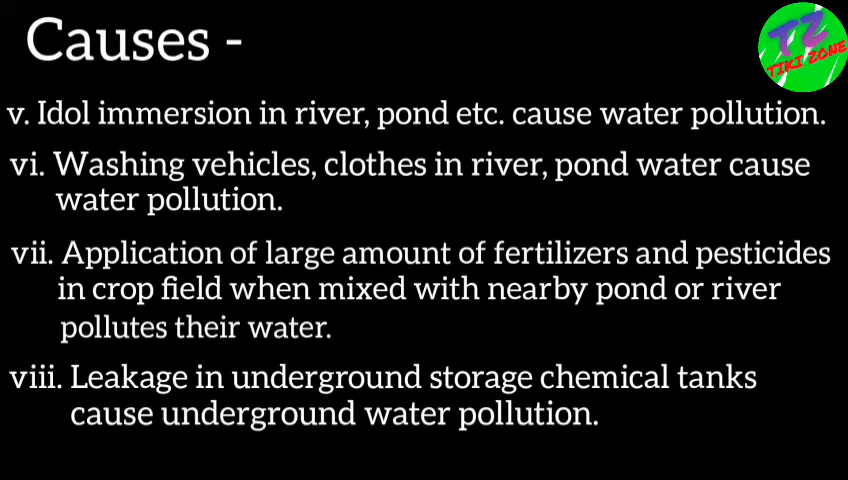 Causes -
TZ
TIKI ZONE
v. Idol immersion in river, pond etc. cause water pollution.
vi. Washing vehicles, clothes in river, pond water cause
water pollution.
vii. Application of large amount of fertilizers and pesticides
in crop field when mixed with nearby pond or river
pollutes their water.
viii. Leakage in underground storage chemical tanks
cause underground water pollution.